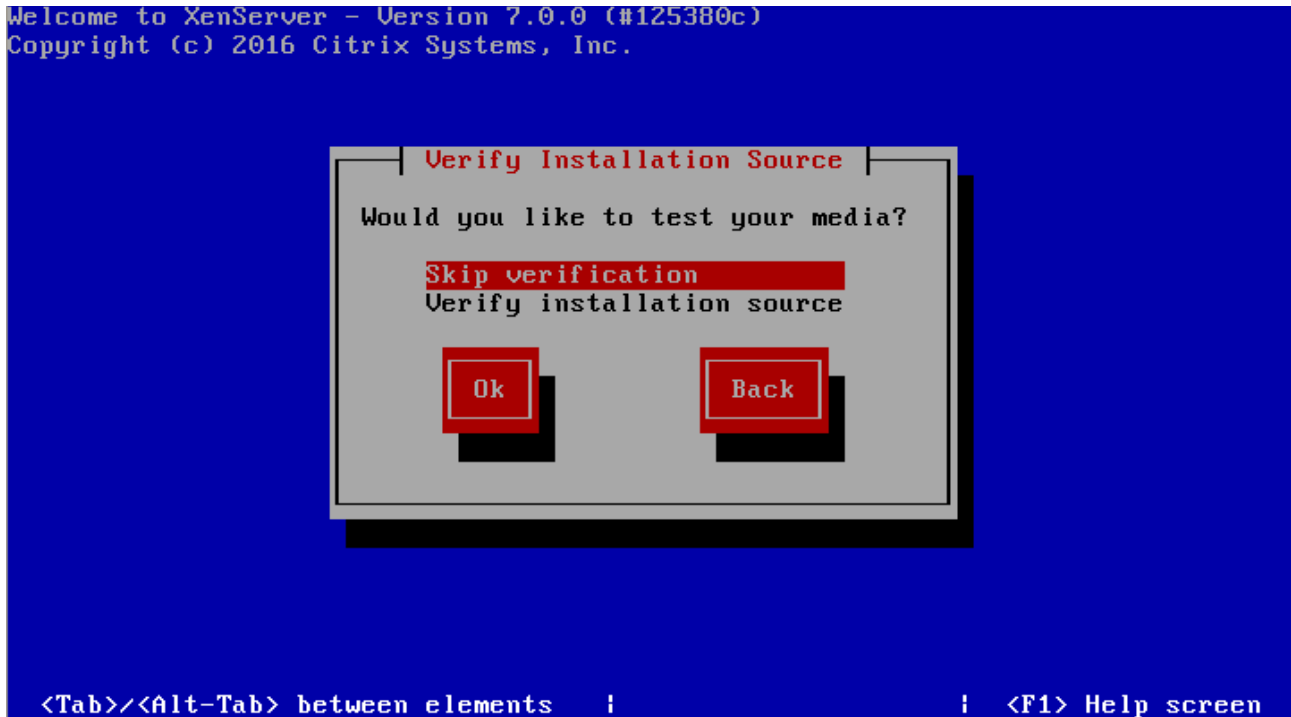 Welcome to XenServer - Version 7.0.0 (#125380c)
Copyright (c) 2016 Citrix Systems, Inc.
Verify Installation Source
Would you like to test your media?
Skip verification
Verify installation source
Ok Back
<Tab>/<Alt-Tab> between elements | | <F1> Help screen